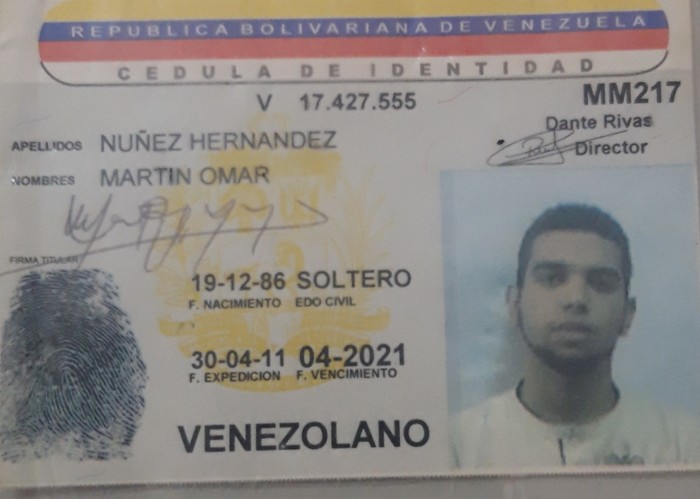 REPUBLICA BOLIVARIANA DE VENEZUELA
CEDULA DE IDENTIDAD
V 17.427.555
MM217
Dante Rivas
Director
APELLIDOS NUÑEZ HERNANDEZ
NOMBRES MARTIN OMAR
FIRMA TITULAR
19-12-86 SOLTERO
F. NACIMIENTO EDO CIVIL
30-04-11 04-2021
F. EXPEDICION F. VENCIMIENTO
VENEZOLANO